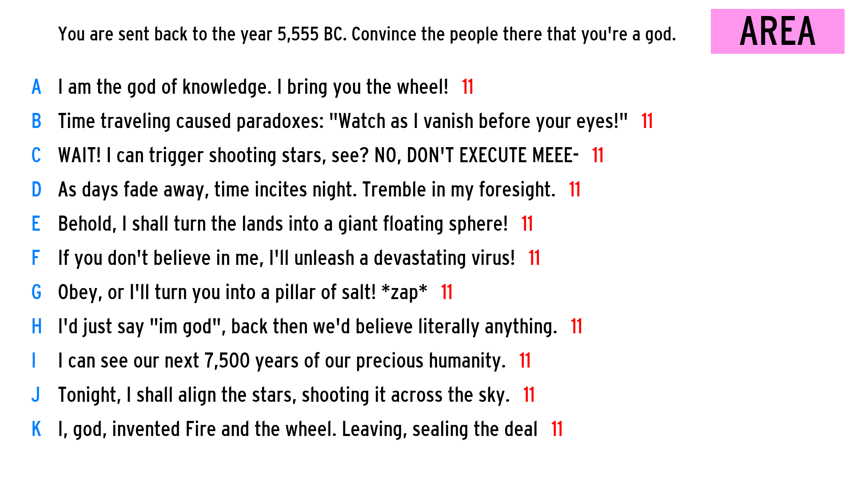 You are sent back to the year 5,555 BC. Convince the people there that you're a god.
AREA
A I am the god of knowledge. I bring you the wheel! 11
B Time traveling caused paradoxes: "Watch as I vanish before your eyes!" 11
C WAIT! I can trigger shooting stars, see? NO, DON'T EXECUTE MEEE- 11
D As days fade away, time incites night. Tremble in my foresight. 11
E Behold, I shall turn the lands into a giant floating sphere! 11
F If you don't believe in me, I'll unleash a devastating virus! 11
G Obey, or I'll turn you into a pillar of salt! *zap* 11
H I'd just say "im god", back then we'd believe literally anything. 11
I I can see our next 7,500 years of our precious humanity. 11
J Tonight, I shall align the stars, shooting it across the sky. 11
K I, god, invented Fire and the wheel. Leaving, sealing the deal 11